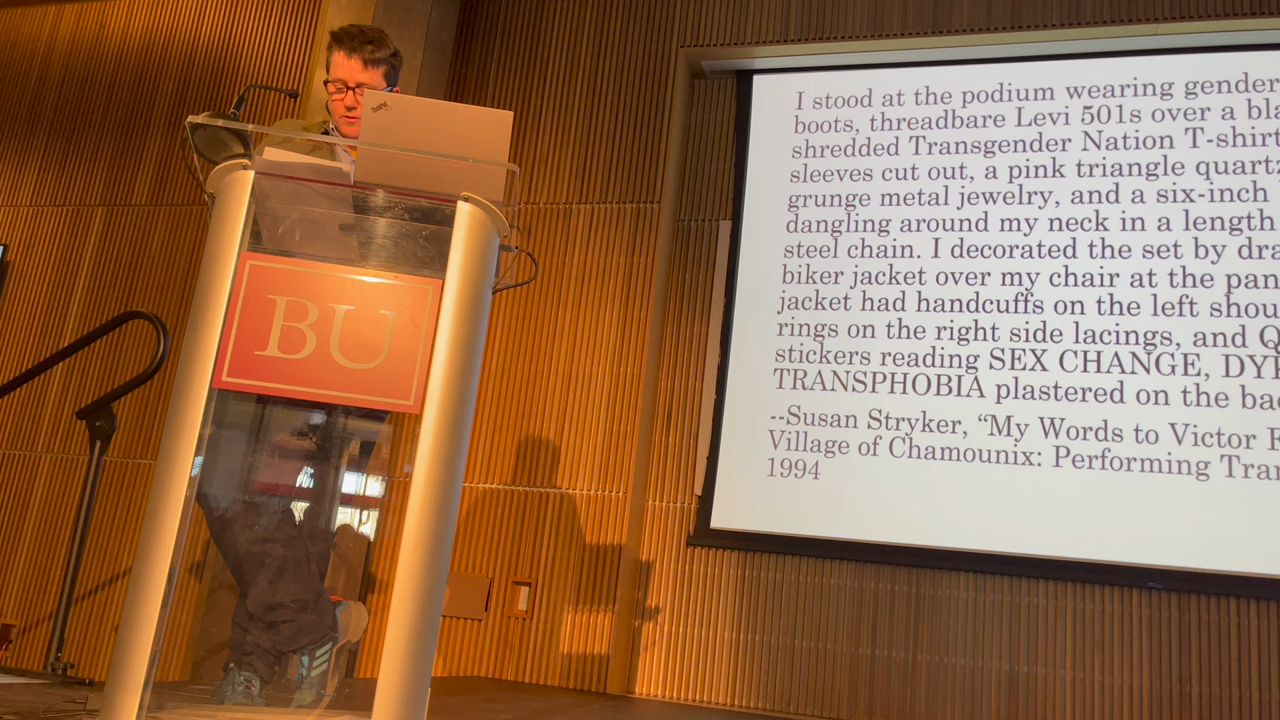 ThinkPad
BU
I stood at the podium wearing gender
boots, threadbare Levi 501s over a bla
shredded Transgender Nation T-shirt
sleeves cut out, a pink triangle quartz
grunge metal jewelry, and a six-inch
dangling around my neck in a length
steel chain. I decorated the set by dra
biker jacket over my chair at the pan
jacket had handcuffs on the left shou
rings on the right side lacings, and Q
stickers reading SEX CHANGE, DYK
TRANSPHOBIA plastered on the bac
--Susan Stryker, “My Words to Victor F
Village of Chamounix: Performing Tran
1994